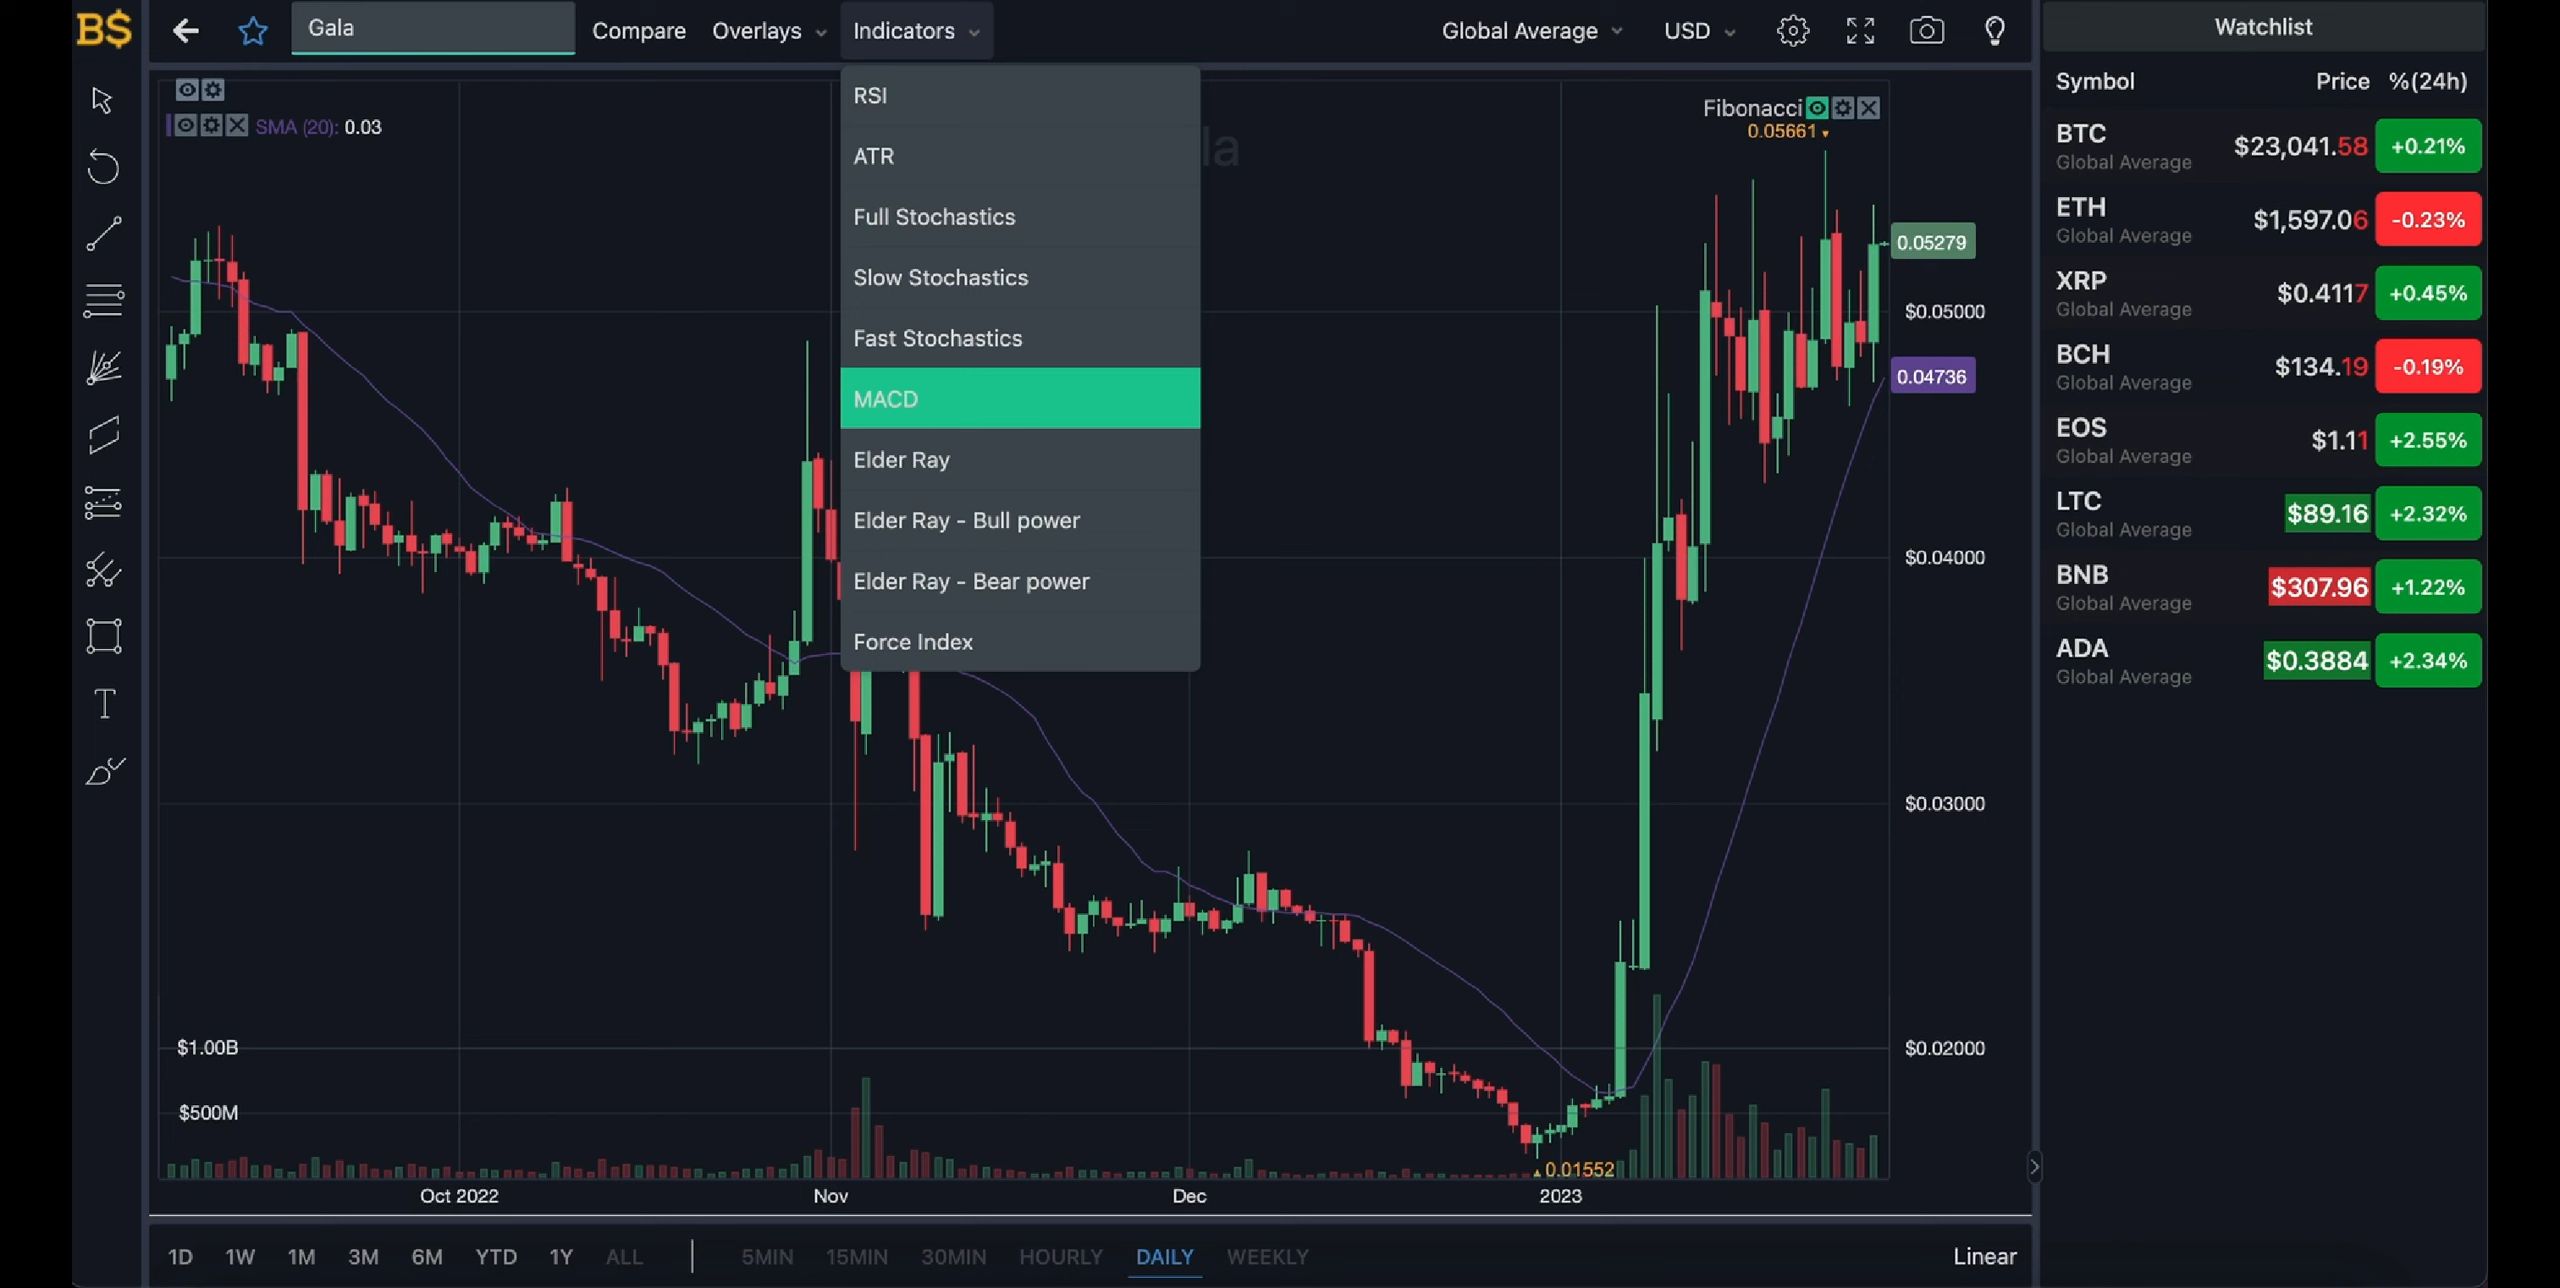 B$
Gala
Compare
Overlays
Indicators
Global Average
USD
Watchlist
Symbol Price %(24h)
RSI
ATR
Full Stochastics
Slow Stochastics
Fast Stochastics
MACD
Elder Ray
Elder Ray - Bull power
Elder Ray - Bear power
Force Index
SMA (20): 0.03
la
Fibonacci
0.05661
0.05279
$0.05000
0.04736
$0.04000
$0.03000
$0.02000
$1.00B
$500M
0.01552
Oct 2022 Nov Dec 2023
BTC $23,041.58 +0.21%
Global Average
ETH $1,597.06 -0.23%
Global Average
XRP $0.4117 +0.45%
Global Average
BCH $134.19 -0.19%
Global Average
EOS $1.11 +2.55%
Global Average
LTC $89.16 +2.32%
Global Average
BNB $307.96 +1.22%
Global Average
ADA $0.3884 +2.34%
Global Average
1D 1W 1M 3M 6M YTD 1Y ALL 5MIN 15MIN 30MIN HOURLY DAILY WEEKLY Linear